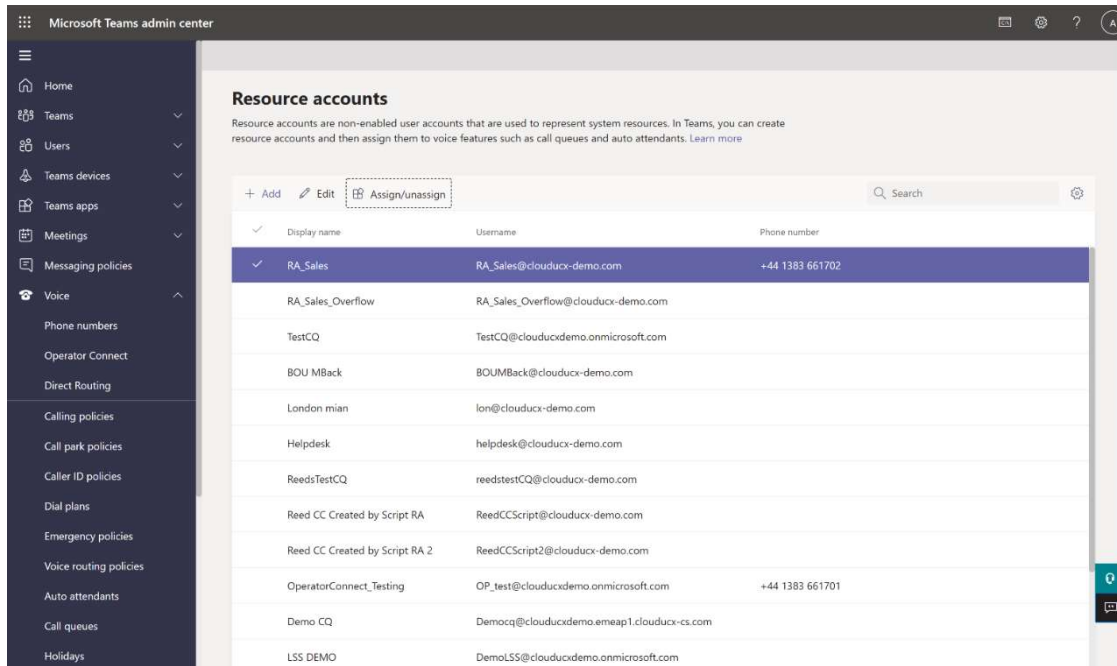 Microsoft Teams admin center
?
A
Home
Teams
Users
Teams devices
Teams apps
Meetings
Messaging policies
Voice
Phone numbers
Operator Connect
Direct Routing
Calling policies
Call park policies
Caller ID policies
Dial plans
Emergency policies
Voice routing policies
Auto attendants
Call queues
Holidays
Resource accounts
Resource accounts are non-enabled user accounts that are used to represent system resources. In Teams, you can create
resource accounts and then assign them to voice features such as call queues and auto attendants. Learn more
+ Add Edit Assign/unassign Search
Display name Username Phone number
RA_Sales RA_Sales@clouducx-demo.com +44 1383 661702
RA_Sales_Overflow RA_Sales_Overflow@clouducx-demo.com
TestCQ TestCQ@clouducxdemo.onmicrosoft.com
BOU MBack BOUMBack@clouducx-demo.com
London mian lon@clouducx-demo.com
Helpdesk helpdesk@clouducx-demo.com
ReedsTestCQ reedstestCQ@clouducx-demo.com
Reed CC Created by Script RA ReedCCScript@clouducx-demo.com
Reed CC Created by Script RA 2 ReedCCScript2@clouducx-demo.com
OperatorConnect_Testing OP_test@clouducxdemo.onmicrosoft.com +44 1383 661701
Demo CQ Democq@clouducxdemo.emeap1.clouducx-cs.com
LSS DEMO DemoLSS@clouducxdemo.onmicrosoft.com